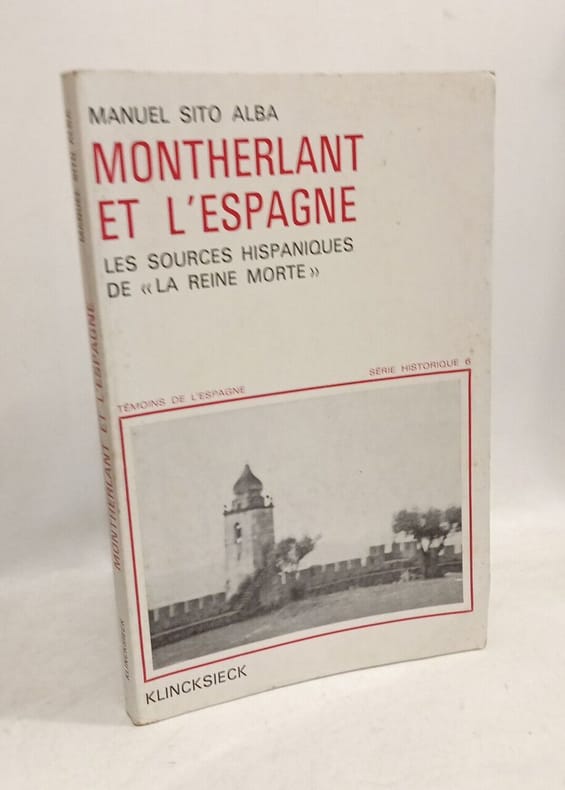 MANUEL SITO ALBA
MONTHERLANT
ET L'ESPAGNE
LES SOURCES HISPANIQUES
DE « LA REINE MORTE »
TÉMOINS DE L'ESPAGNE
SÉRIE HISTORIQUE 6
KLINCKSIECK
MANUEL SITO ALBA
MONTHERLANT ET L'ESPAGNE
KLINCKSIECK